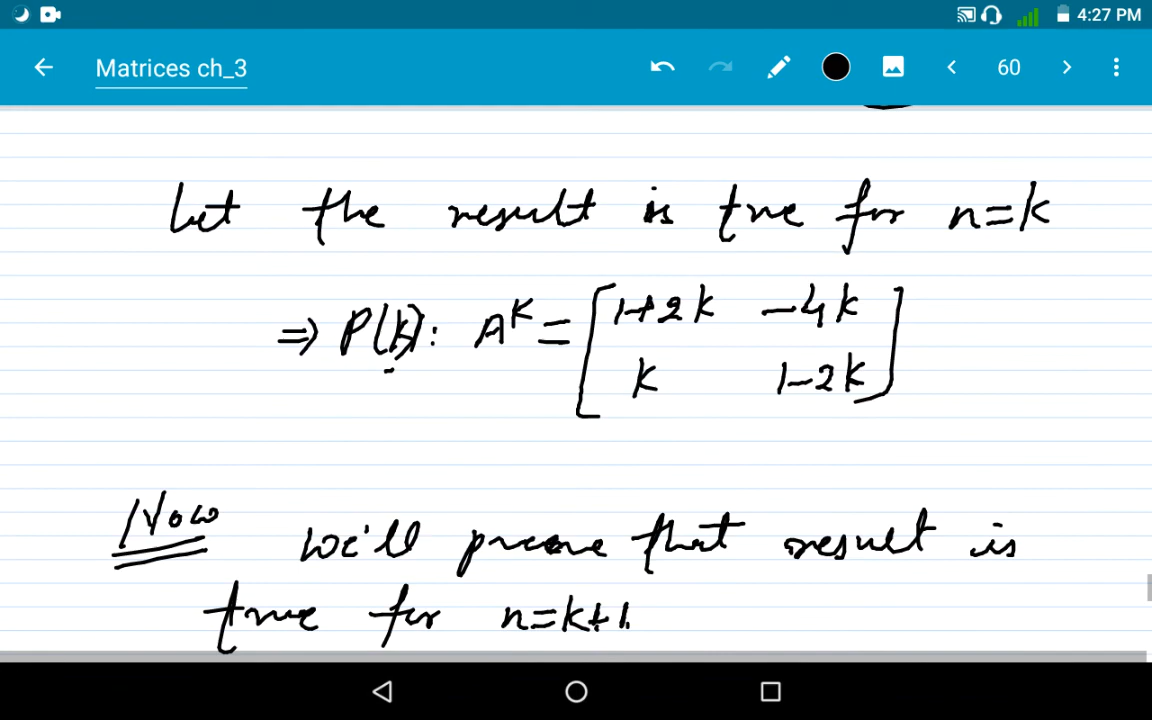 4:27 PM
Matrices ch_3
60
Let the result is true for n=k
⇒ P(k): A^k = [1+2k -4k
k 1-2k]
Now We'll prove that result is
true for n=k+1.